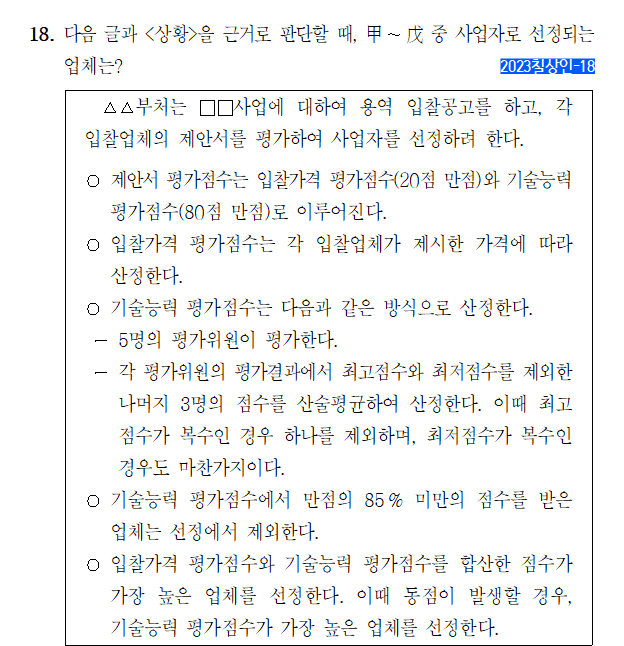 18. 다음 글과 <상황>을 근거로 판단할 때, 甲~戊 중 사업자로 선정되는
업체는?
2023칠상인-18
△△부처는 □□사업에 대하여 용역 입찰공고를 하고, 각
입찰업체의 제안서를 평가하여 사업자를 선정하려 한다.
○ 제안서 평가점수는 입찰가격 평가점수(20점 만점)와 기술능력
평가점수(80점 만점)로 이루어진다.
○ 입찰가격 평가점수는 각 입찰업체가 제시한 가격에 따라
산정한다.
○ 기술능력 평가점수는 다음과 같은 방식으로 산정한다.
- 5명의 평가위원이 평가한다.
- 각 평가위원의 평가결과에서 최고점수와 최저점수를 제외한
나머지 3명의 점수를 산술평균하여 산정한다. 이때 최고
점수가 복수인 경우 하나를 제외하며, 최저점수가 복수인
경우도 마찬가지이다.
○ 기술능력 평가점수에서 만점의 85 % 미만의 점수를 받은
업체는 선정에서 제외한다.
○ 입찰가격 평가점수와 기술능력 평가점수를 합산한 점수가
가장 높은 업체를 선정한다. 이때 동점이 발생할 경우,
기술능력 평가점수가 가장 높은 업체를 선정한다.